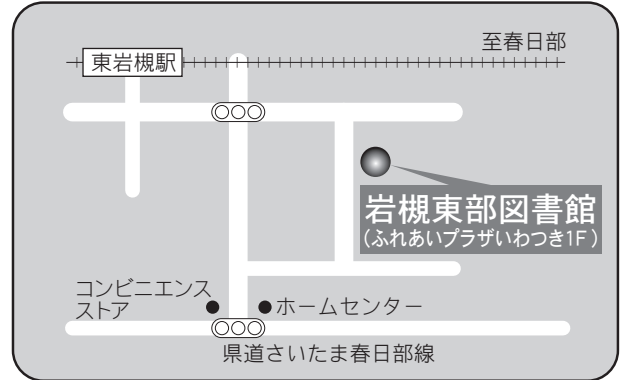 至春日部
東岩槻駅
岩槻東部図書館
(ふれあいプラザいわつき1F)
コンビニエンス
ストア
ホームセンター
県道さいたま春日部線